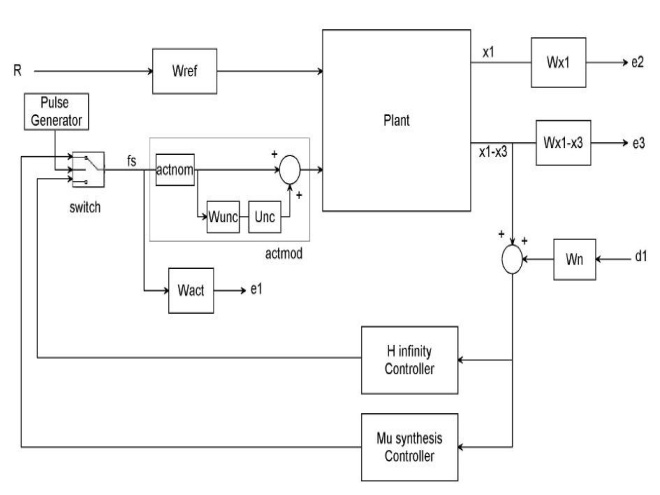 x1
R
Wref
Wx1
e2
Pulse
Generator
Plant
fs
actnom
+
+
x1-x3
Wx1-x3
e3
switch
Wunc
Unc
actmod
+
+
Wn
d1
Wact
e1
H infinity
Controller
Mu synthesis
Controller